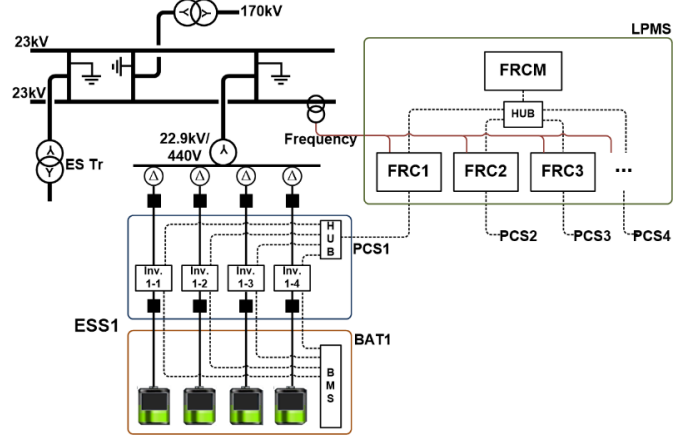 170kV
23kV
23kV
22.9kV/
440V
Y
Y
Y
Y
Y
ES Tr
Δ
Δ
Δ
Δ
Frequency
LPMS
FRCM
HUB
FRC1
FRC2
FRC3
...
PCS1
PCS2
PCS3
PCS4
H
U
B
Inv.
1-1
Inv.
1-2
Inv.
1-3
Inv.
1-4
ESS1
BAT1
B
M
S